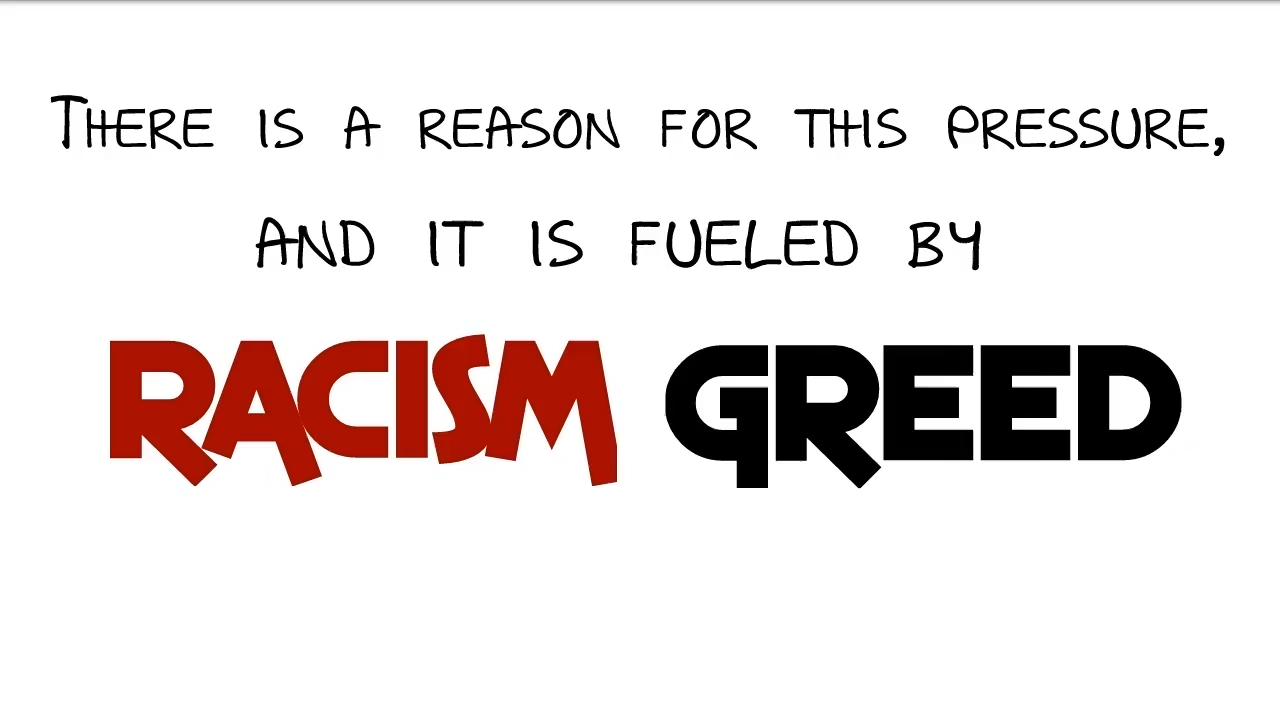 THERE IS A REASON FOR THIS PRESSURE,
AND IT IS FUELED BY
RACISM GREED